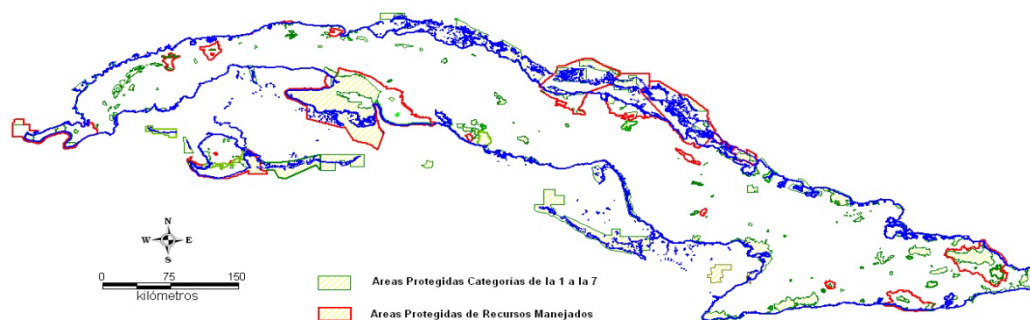 N
W E
S
0 75 150
kilómetros
Areas Protegidas Categorías de la 1 a la 7
Areas Protegidas de Recursos Manejados